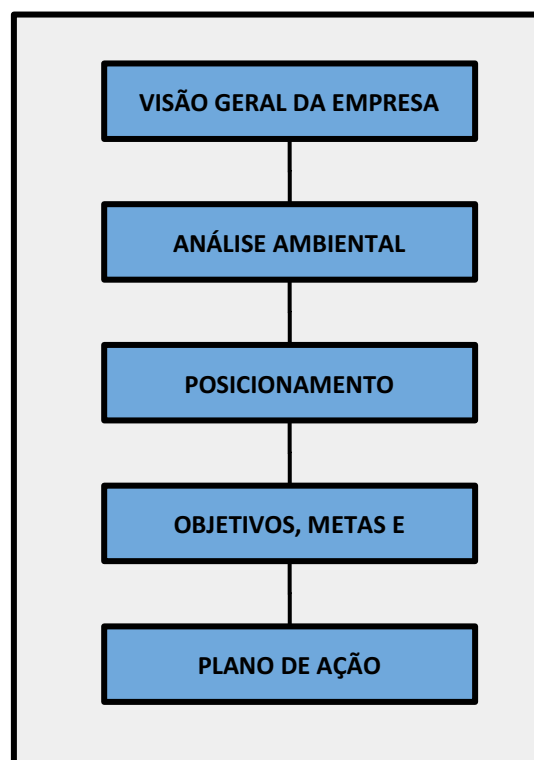 VISÃO GERAL DA EMPRESA
ANÁLISE AMBIENTAL
POSICIONAMENTO
OBJETIVOS, METAS E
PLANO DE AÇÃO